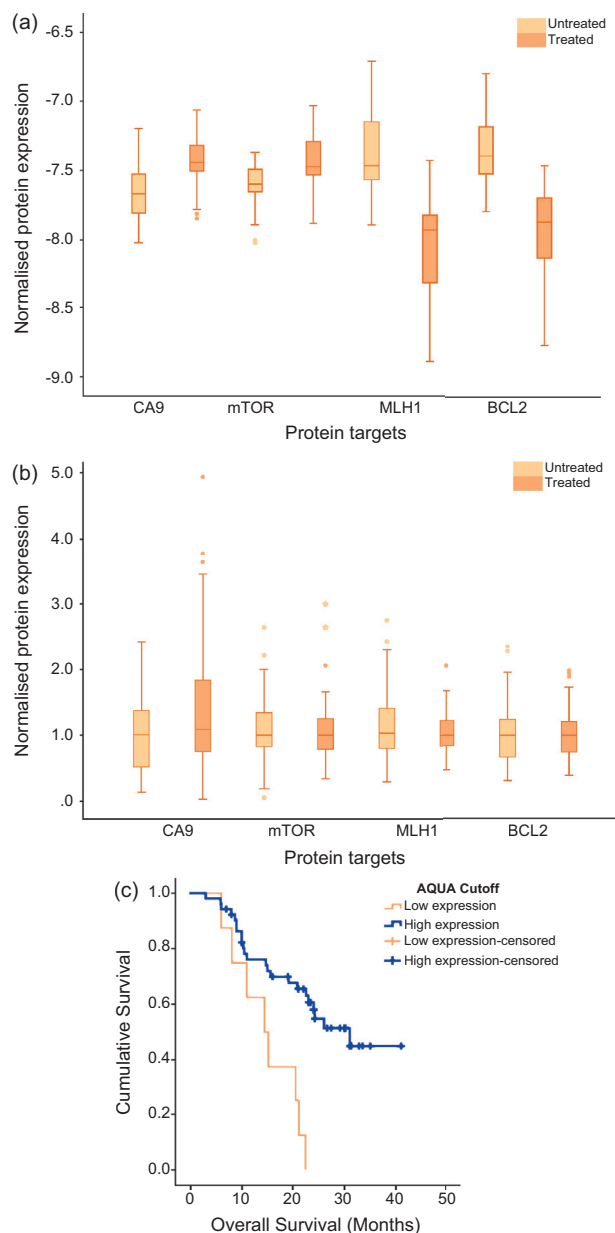 (a)
Untreated
Treated
-6.5
-7.0
-7.5
-8.0
-8.5
-9.0
Normalised protein expression
CA9 mTOR MLH1 BCL2
Protein targets
(b)
Untreated
Treated
5.0
4.0
3.0
2.0
1.0
.0
Normalised protein expression
CA9 mTOR MLH1 BCL2
Protein targets
(c)
AQUA Cutoff
Low expression
High expression
Low expression-censored
High expression-censored
1.0
0.8
0.6
0.4
0.2
0.0
Cumulative Survival
0 10 20 30 40 50
Overall Survival (Months)